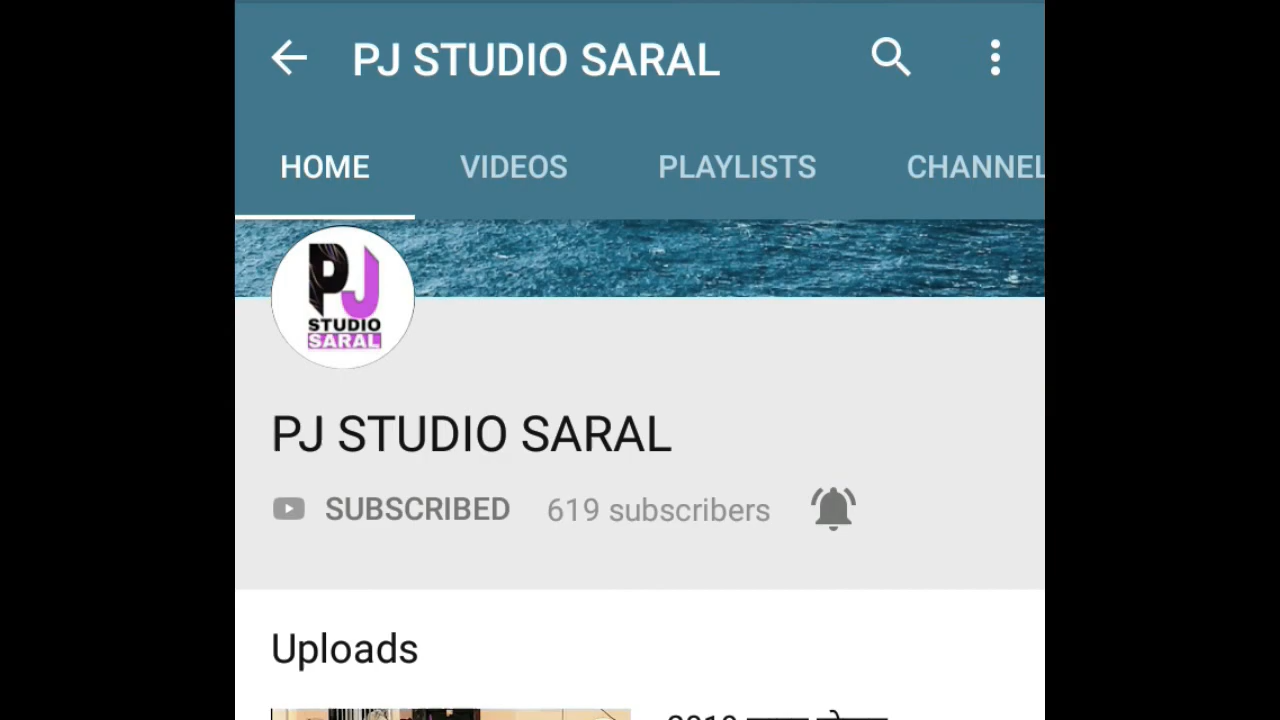 PJ STUDIO SARAL
HOME VIDEOS PLAYLISTS CHANNEL
PJ
STUDIO
SARAL
PJ STUDIO SARAL
SUBSCRIBED 619 subscribers
Uploads